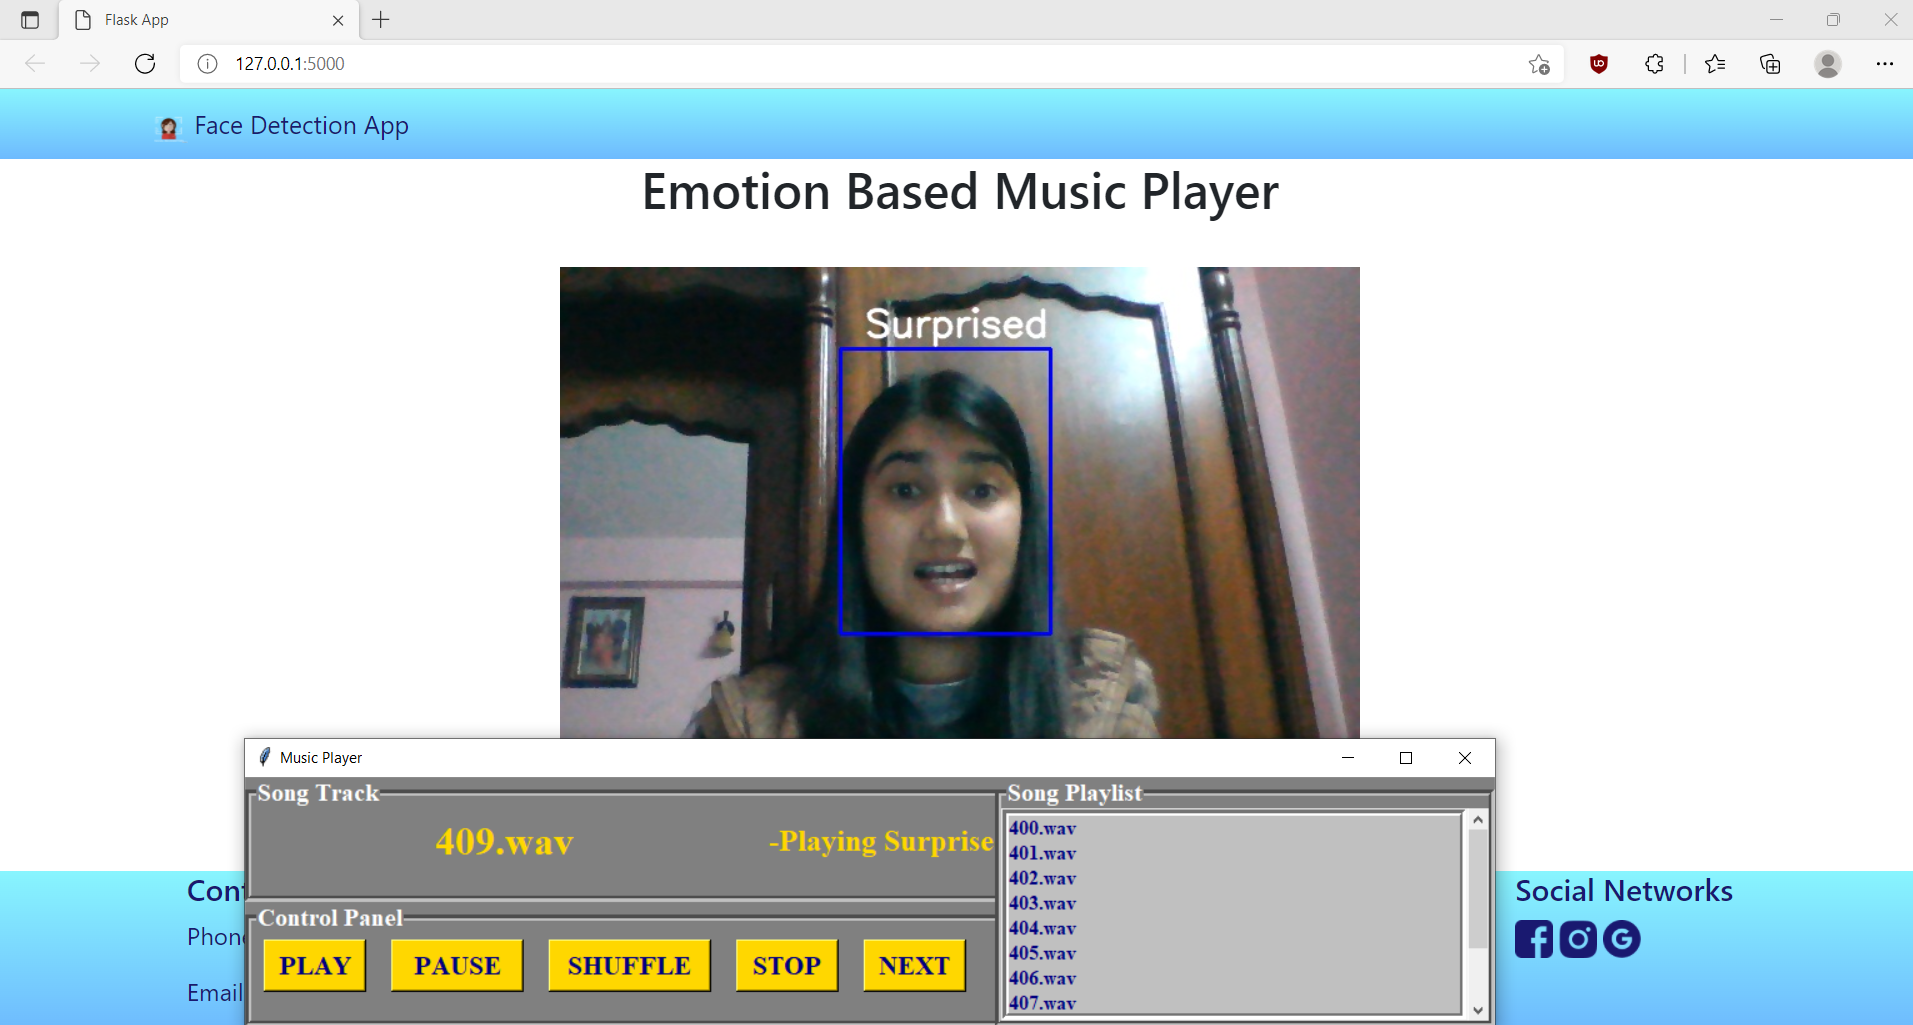 Flask App
127.0.0.1:5000
Face Detection App
Emotion Based Music Player
Surprised
Music Player
Song Track
409.wav -Playing Surprise
Control Panel
PLAY PAUSE SHUFFLE STOP NEXT
Song Playlist
400.wav
401.wav
402.wav
403.wav
404.wav
405.wav
406.wav
407.wav
Cont
Phon
Email
Social Networks